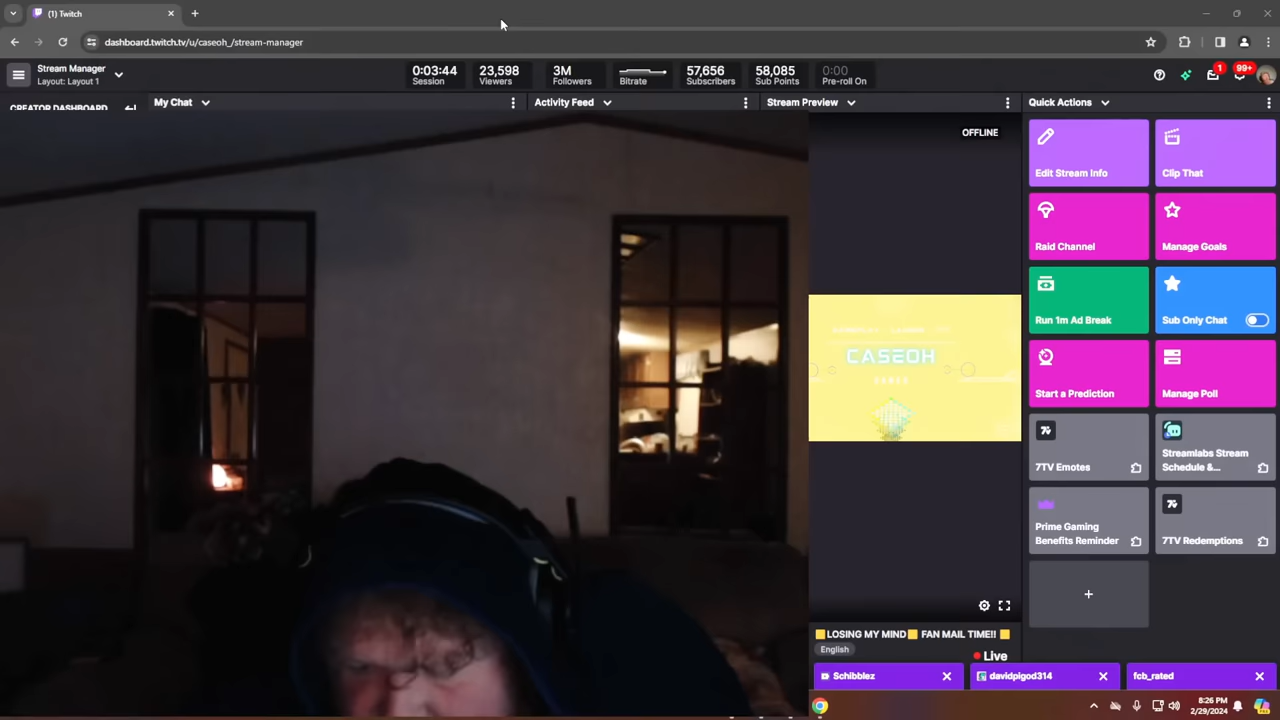 (1) Twitch
dashboard.twitch.tv/u/caseoh_/stream-manager
Stream Manager
Layout: Layout 1
0:03:44
Session
23,598
Viewers
3M
Followers
Bitrate
57,656
Subscribers
58,085
Sub Points
0:00
Pre-roll On
1
99+
CREATOR DASHBOARD
My Chat
Activity Feed
Stream Preview
Quick Actions
OFFLINE
CASEOH
Edit Stream Info
Clip That
Raid Channel
Manage Goals
Run 1m Ad Break
Sub Only Chat
Start a Prediction
Manage Poll
7TV Emotes
Streamlabs Stream
Schedule &...
Prime Gaming
Benefits Reminder
7TV Redemptions
LOSING MY MIND FAN MAIL TIME!!
English
Live
Schibblez
davidpigod314
fcb_rated
8:26 PM
2/29/2024